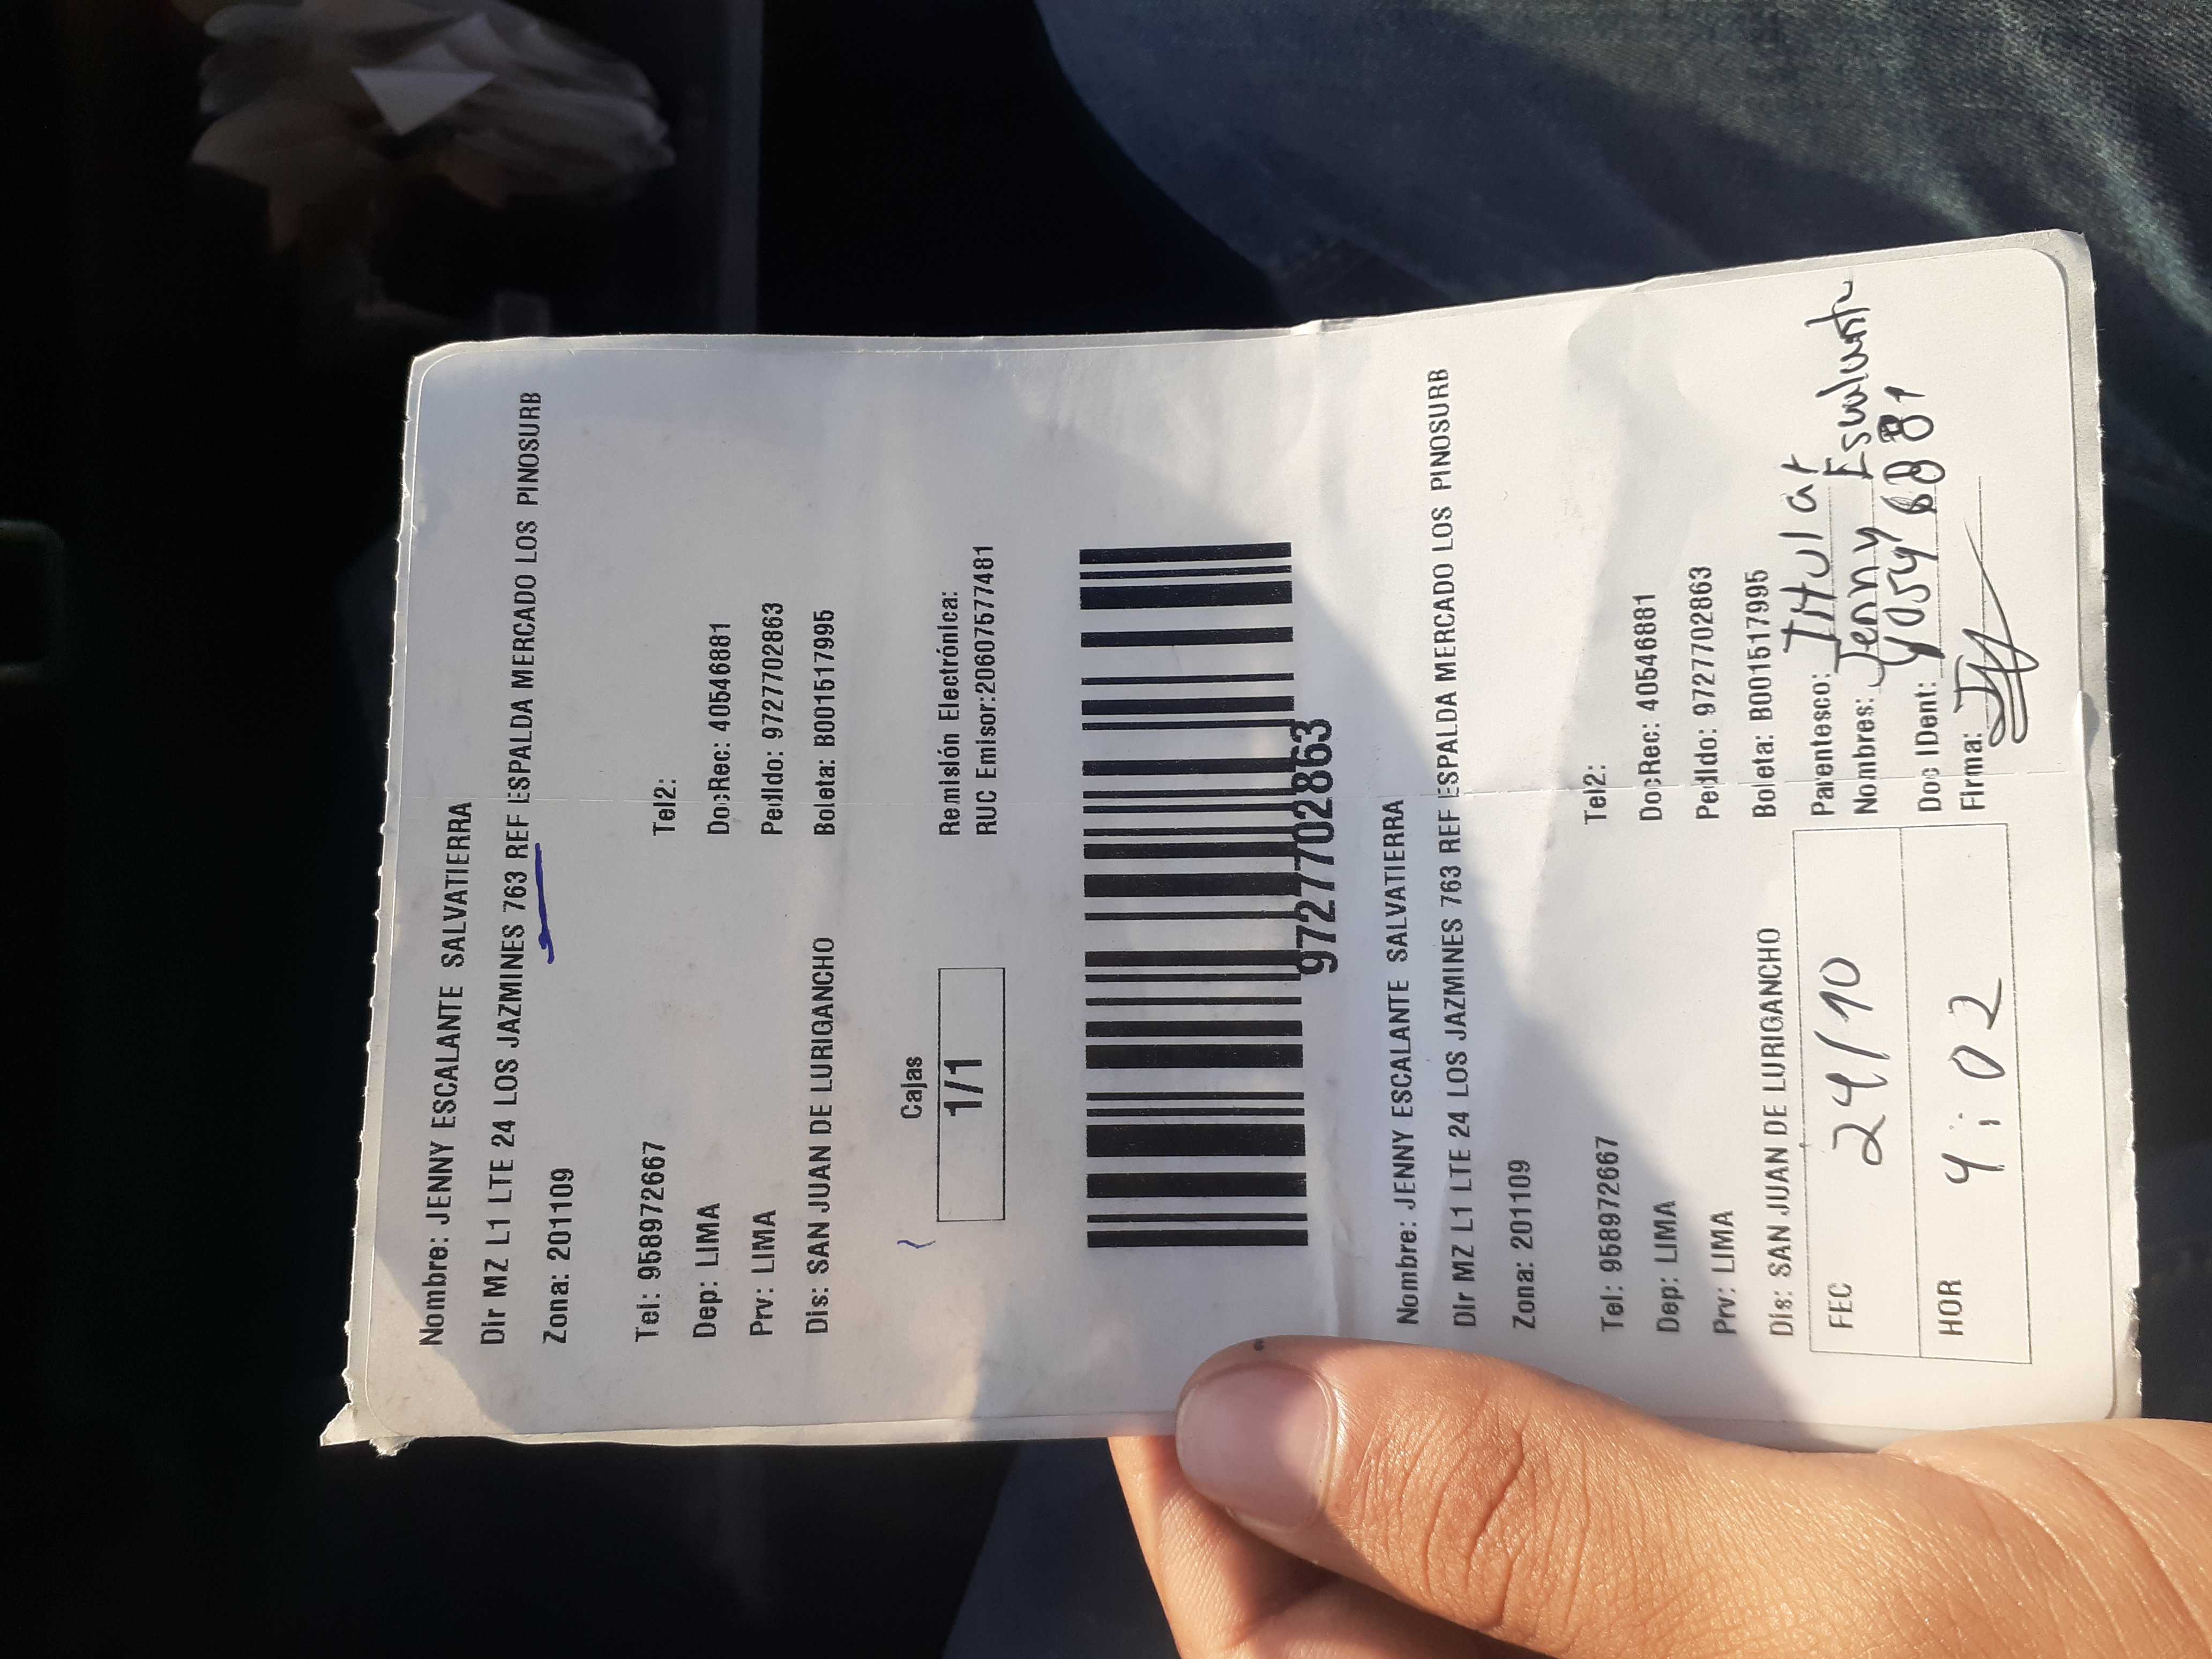 Nombre: JENNY ESCALANTE SALVATIERRA
Dir MZ L1 LTE 24 LOS JAZMINES 763 REF ESPALDA MERCADO LOS PINOSURB
Zona: 201109
Tel: 958972667 Tel2:
Dep: LIMA DocRec: 40546881
Prv: LIMA Pedido: 97277702863
Dis: SAN JUAN DE LURIGANCHO Boleta: B001517995
Cajas
1/1
Remisión Electrónica:
RUC Emisor:20607577481
97277702863
Nombre: JENNY ESCALANTE SALVATIERRA
Dir MZ L1 LTE 24 LOS JAZMINES 763 REF ESPALDA MERCADO LOS PINOSURB
Zona: 201109
Tel: 958972667 Tel2:
Dep: LIMA DocRec: 40546881
Prv: LIMA Pedido: 97277702863
Dis: SAN JUAN DE LURIGANCHO Boleta: B001517995
FEC 24/10
HOR 4:02
Parentesco: Titular
Nombres: Jenny Escalante
Doc IDent:
Firma: